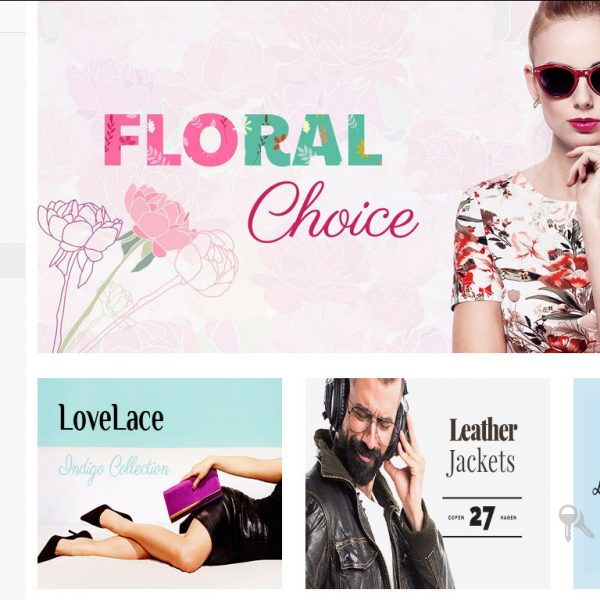 FLORAL
Choice
LoveLace
Indigo Collection
Leather
Jackets
COPEN 27 HAGEN